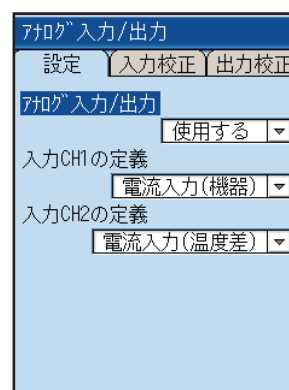 ｱﾅﾛｸﾞ入力/出力
設定 入力校正 出力校正
ｱﾅﾛｸﾞ入力/出力
使用する
入力CH1の定義
電流入力(機器)
入力CH2の定義
電流入力(温度差)